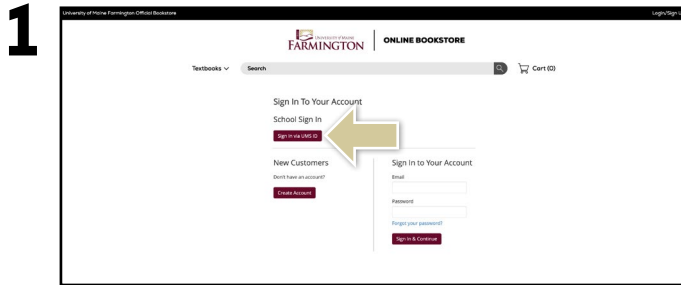 1
University of Maine Farmington Official Bookstore
Login/Sign U
UNIVERSITY OF MAINE
FARMINGTON
ONLINE BOOKSTORE
Textbooks
Search
Cart (0)
Sign In To Your Account
School Sign In
Sign in via UMS ID
New Customers
Don't have an account?
Create Account
Sign In to Your Account
Email
Password
Forgot your password?
Sign In & Continue